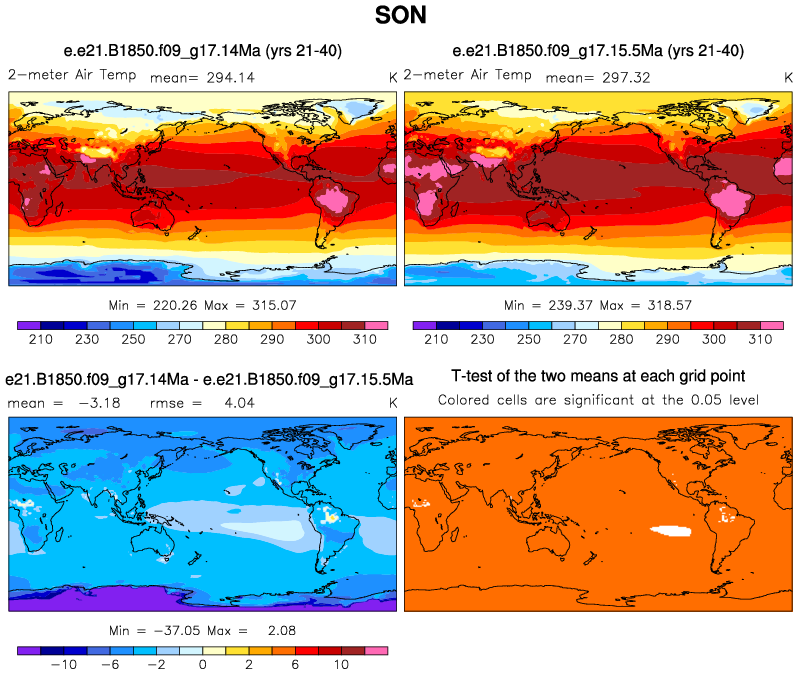 SON
e.e21.B1850.f09_g17.14Ma (yrs 21-40)
2-meter Air Temp mean= 294.14 K
Min = 220.26 Max = 315.07
210 230 250 270 280 290 300 310
e.e21.B1850.f09_g17.15.5Ma (yrs 21-40)
2-meter Air Temp mean= 297.32 K
Min = 239.37 Max = 318.57
210 230 250 270 280 290 300 310
e21.B1850.f09_g17.14Ma - e.e21.B1850.f09_g17.15.5Ma
mean = -3.18 rmse = 4.04 K
Min = -37.05 Max = 2.08
-10 -6 -2 0 2 6 10
T-test of the two means at each grid point
Colored cells are significant at the 0.05 level